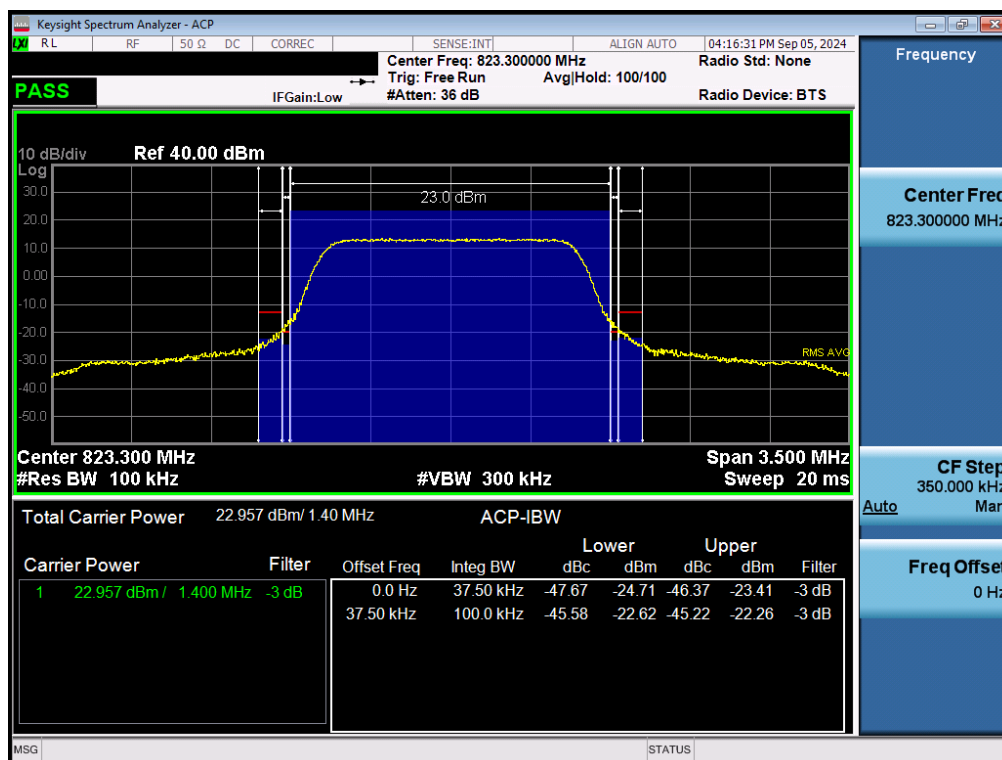 Keysight Spectrum Analyzer - ACP
LXI RL RF 50 Ω DC CORREC SENSE:INT ALIGN AUTO 04:16:31 PM Sep 05, 2024
Center Freq: 823.300000 MHz Radio Std: None
Trig: Free Run Avg|Hold: 100/100
PASS IFGain:Low #Atten: 36 dB Radio Device: BTS
10 dB/div Ref 40.00 dBm
Log
30.0
23.0 dBm
20.0
10.0
0.00
-10.0
-20.0
-30.0
RMS AVG
-40.0
-50.0
Center 823.300 MHz Span 3.500 MHz
#Res BW 100 kHz #VBW 300 kHz Sweep 20 ms
Total Carrier Power 22.957 dBm/ 1.40 MHz ACP-IBW
Lower Upper
Carrier Power Filter Offset Freq Integ BW dBc dBm dBc dBm Filter
1 22.957 dBm / 1.400 MHz -3 dB 0.0 Hz 37.50 kHz -47.67 -24.71 -46.37 -23.41 -3 dB
37.50 kHz 100.0 kHz -45.58 -22.62 -45.22 -22.26 -3 dB
MSG STATUS
Frequency
Center Freq
823.300000 MHz
CF Step
350.000 kHz
Auto Man
Freq Offset
0 Hz